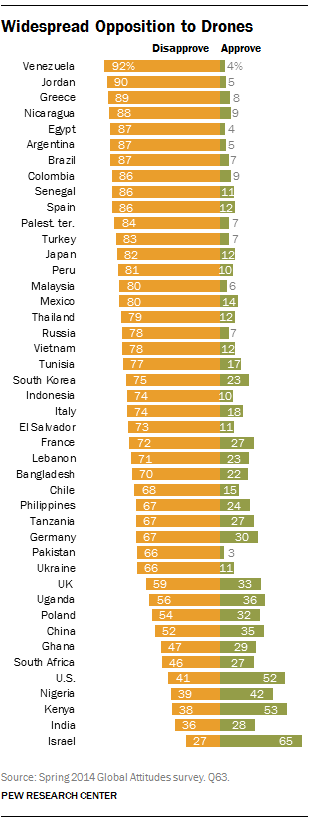 Widespread Opposition to Drones
Disapprove Approve
Venezuela 92% 4%
Jordan 90 5
Greece 89 8
Nicaragua 88 9
Egypt 87 4
Argentina 87 5
Brazil 87 7
Colombia 86 9
Senegal 86 11
Spain 86 12
Palest. ter. 84 7
Turkey 83 7
Japan 82 12
Peru 81 10
Malaysia 80 6
Mexico 80 14
Thailand 79 12
Russia 78 7
Vietnam 78 12
Tunisia 77 17
South Korea 75 23
Indonesia 74 10
Italy 74 18
El Salvador 73 11
France 72 27
Lebanon 71 23
Bangladesh 70 22
Chile 68 15
Philippines 67 24
Tanzania 67 27
Germany 67 30
Pakistan 66 3
Ukraine 66 11
UK 59 33
Uganda 56 36
Poland 54 32
China 52 35
Ghana 47 29
South Africa 46 27
U.S. 41 52
Nigeria 39 42
Kenya 38 53
India 36 28
Israel 27 65
Source: Spring 2014 Global Attitudes survey. Q63.
PEW RESEARCH CENTER